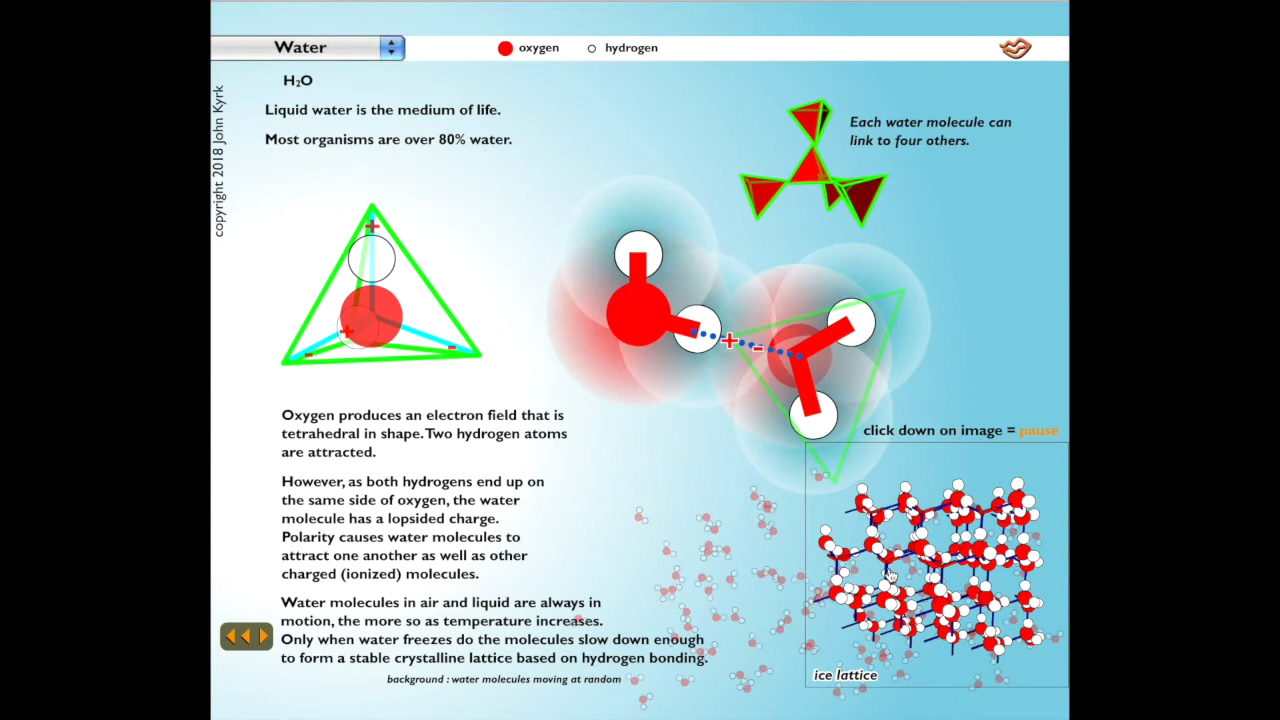 Water
oxygen
hydrogen
H₂O
copyright 2018 John Kyrk
Liquid water is the medium of life.
Most organisms are over 80% water.
Each water molecule can
link to four others.
+
+
-
-
+
-
Oxygen produces an electron field that is
tetrahedral in shape. Two hydrogen atoms
are attracted.
However, as both hydrogens end up on
the same side of oxygen, the water
molecule has a lopsided charge.
Polarity causes water molecules to
attract one another as well as other
charged (ionized) molecules.
Water molecules in air and liquid are always in
motion, the more so as temperature increases.
Only when water freezes do the molecules slow down enough
to form a stable crystalline lattice based on hydrogen bonding.
background : water molecules moving at random
click down on image = pause
ice lattice